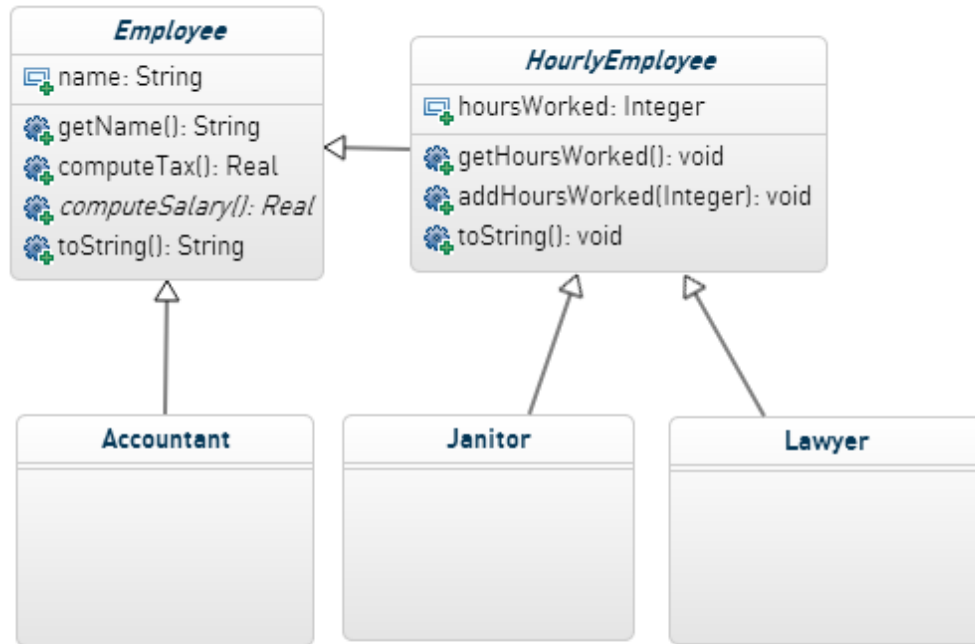 Employee
name: String
getName(): String
computeTax(): Real
computeSalary(): Real
toString(): String
HourlyEmployee
hoursWorked: Integer
getHoursWorked(): void
addHoursWorked(Integer): void
toString(): void
Accountant
Janitor
Lawyer